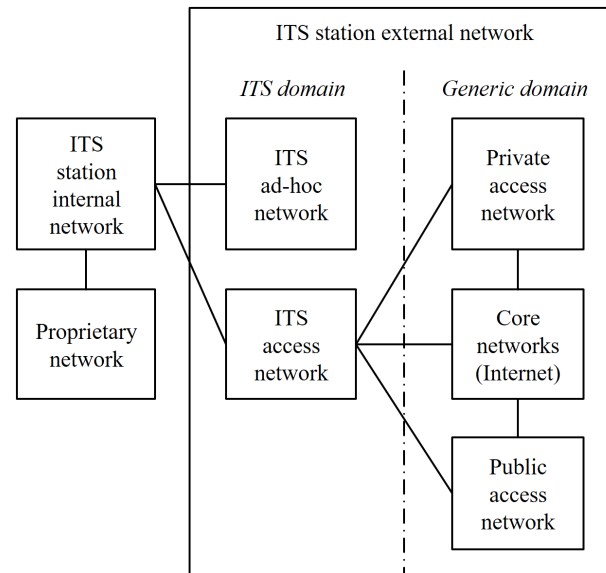 ITS station external network
ITS domain
Generic domain
ITS
station
internal
network
ITS
ad-hoc
network
Private
access
network
Proprietary
network
ITS
access
network
Core
networks
(Internet)
Public
access
network